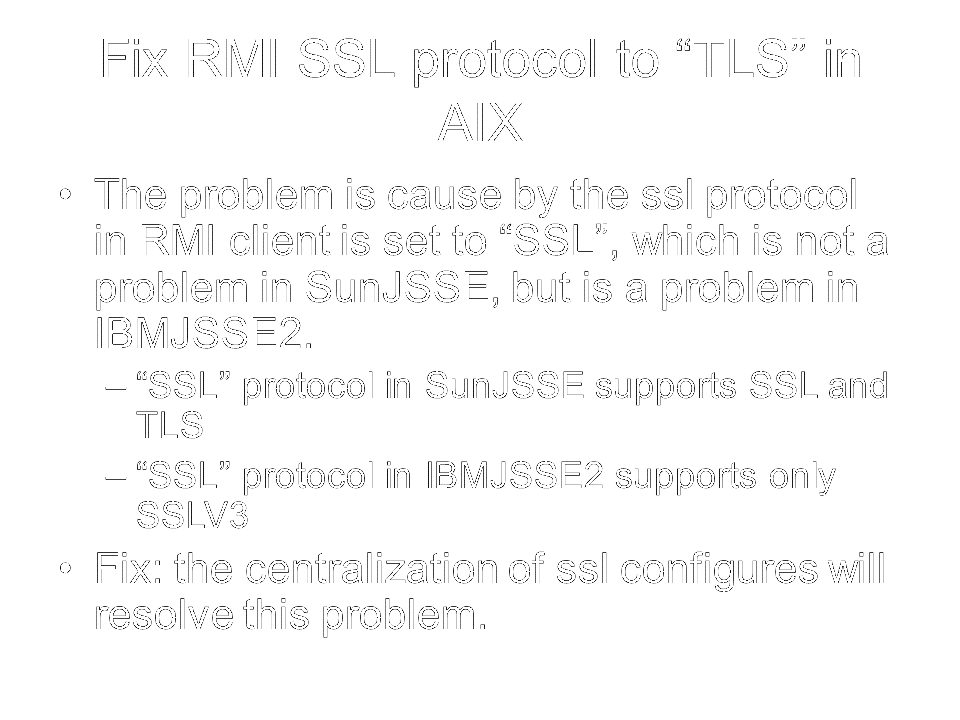 Fix RMI SSL protocol to “TLS” in
AIX
• The problem is cause by the ssl protocol
in RMI client is set to “SSL”, which is not a
problem in SunJSSE, but is a problem in
IBMJSSE2.
– “SSL” protocol in SunJSSE supports SSL and
TLS
– “SSL” protocol in IBMJSSE2 supports only
SSLV3
• Fix: the centralization of ssl configures will
resolve this problem.